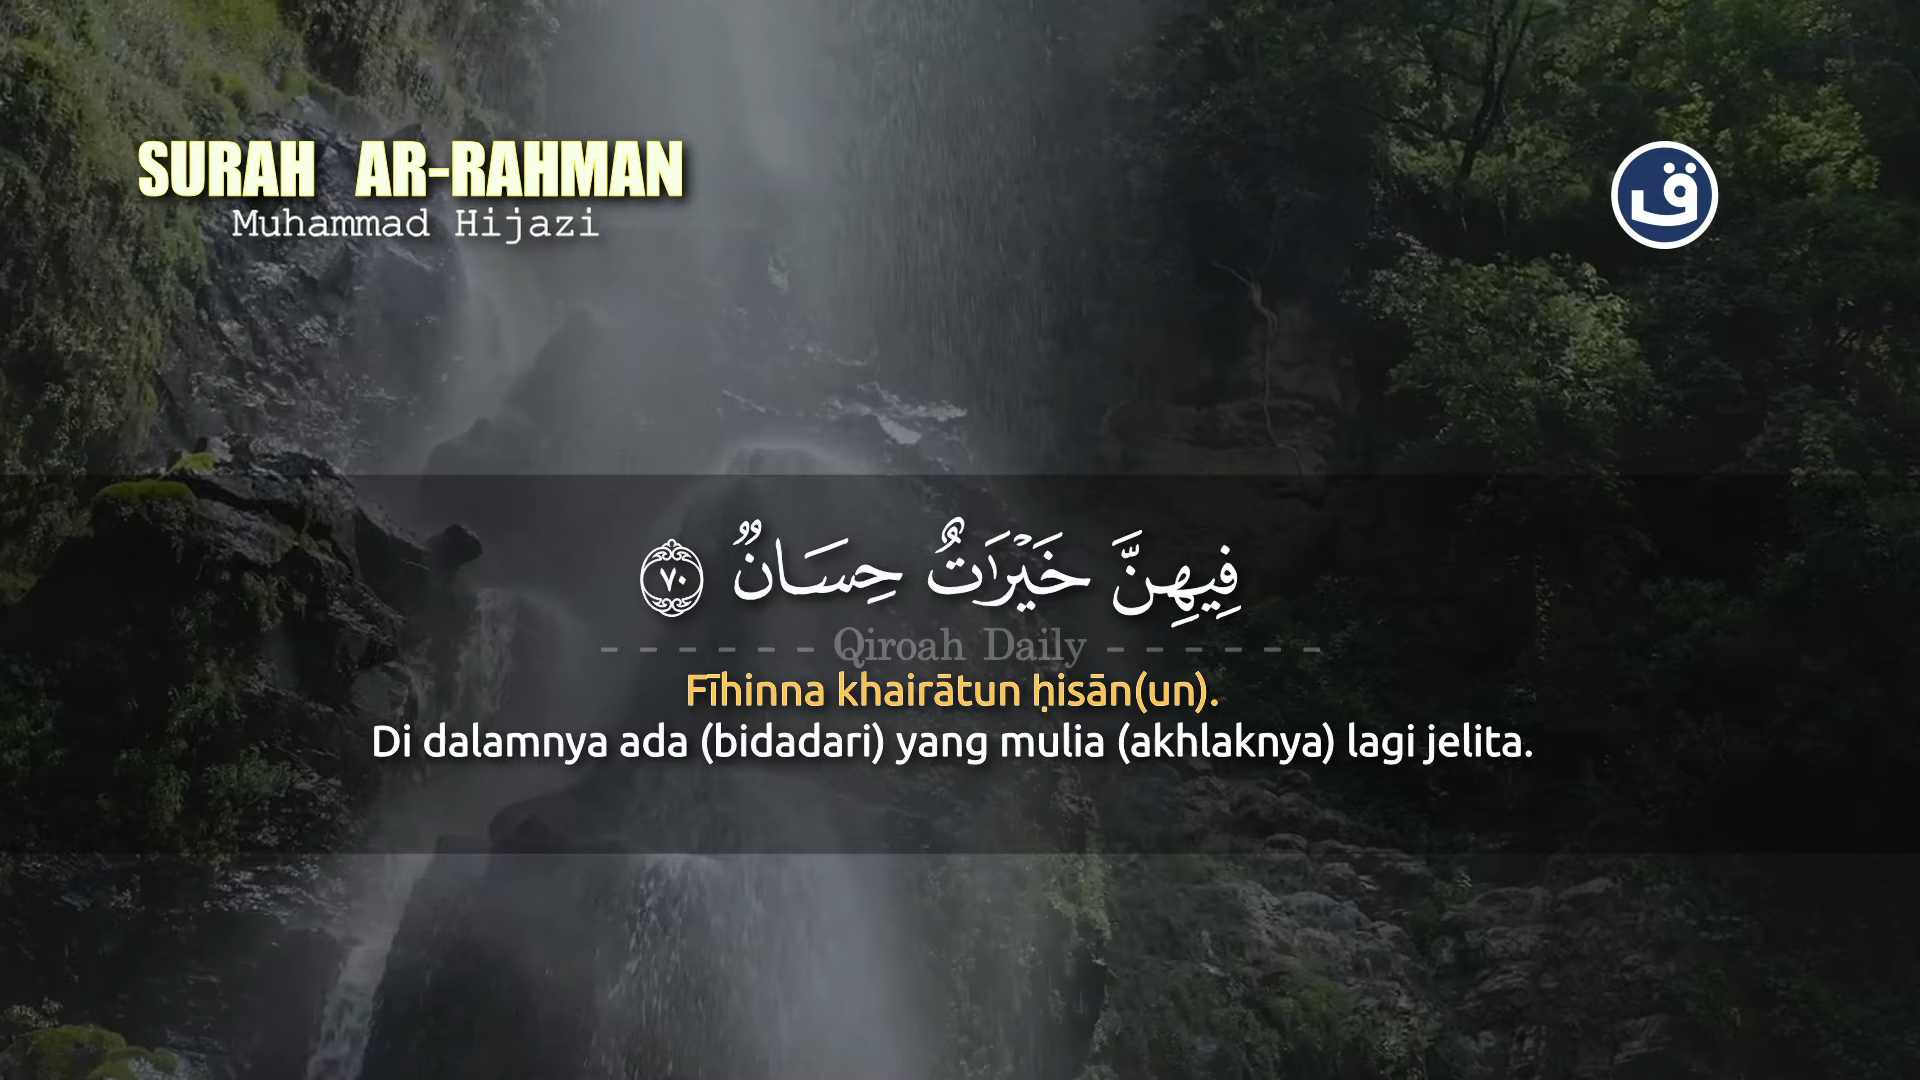 SURAH AR-RAHMAN
Muhammad Hijazi
ق
فِيهِنَّ خَيْرَٰتٌ حِسَانٌ ٧٠
------ Qiroah Daily ------
Fīhinna khairātun ḥisān(un).
Di dalamnya ada (bidadari) yang mulia (akhlaknya) lagi jelita.